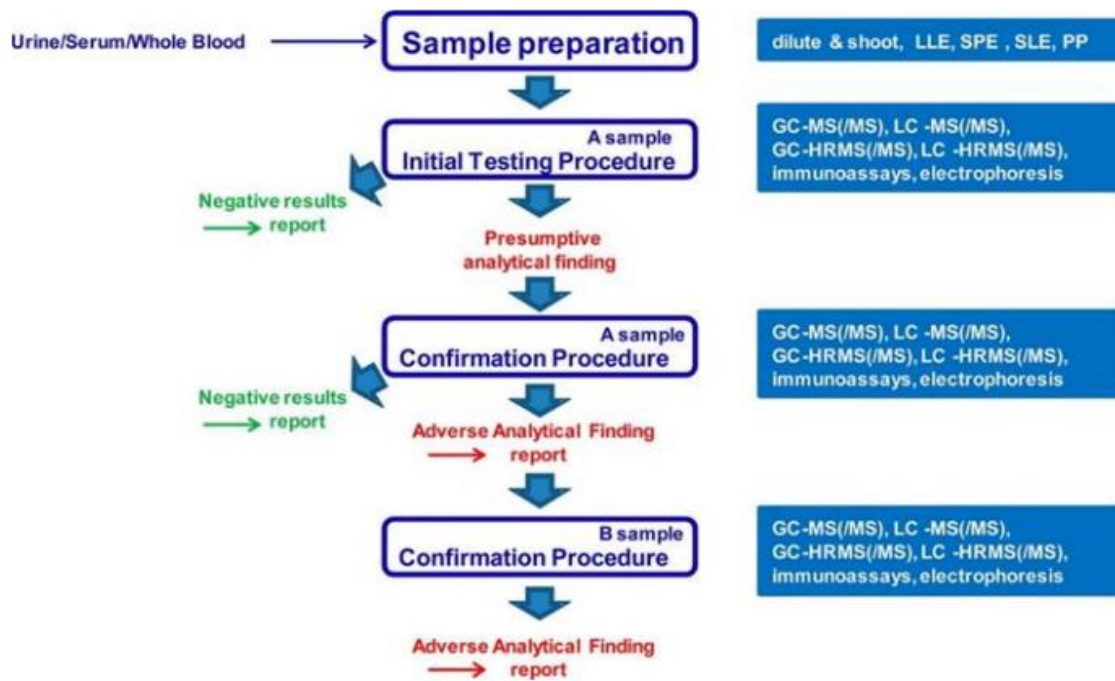 Urine/Serum/Whole Blood
Sample preparation
dilute & shoot, LLE, SPE , SLE, PP
A sample
Initial Testing Procedure
GC-MS(/MS), LC -MS(/MS),
GC-HRMS(/MS), LC -HRMS(/MS),
immunoassays, electrophoresis
Negative results
report
Presumptive
analytical finding
A sample
Confirmation Procedure
GC-MS(/MS), LC -MS(/MS),
GC-HRMS(/MS), LC -HRMS(/MS),
immunoassays, electrophoresis
Negative results
report
Adverse Analytical Finding
report
B sample
Confirmation Procedure
GC-MS(/MS), LC -MS(/MS),
GC-HRMS(/MS), LC -HRMS(/MS),
immunoassays, electrophoresis
Adverse Analytical Finding
report